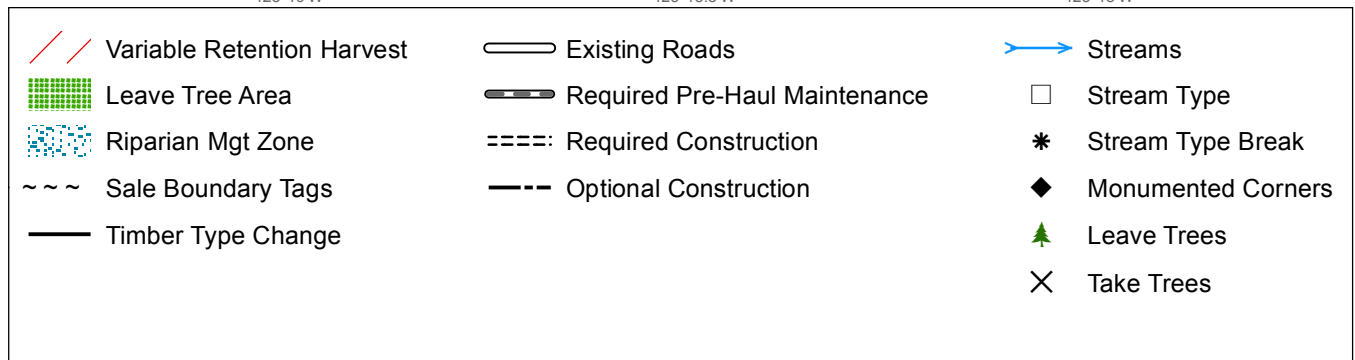 Variable Retention Harvest
Leave Tree Area
Riparian Mgt Zone
Sale Boundary Tags
Timber Type Change
Existing Roads
Required Pre-Haul Maintenance
Required Construction
Optional Construction
Streams
Stream Type
Stream Type Break
Monumented Corners
Leave Trees
Take Trees